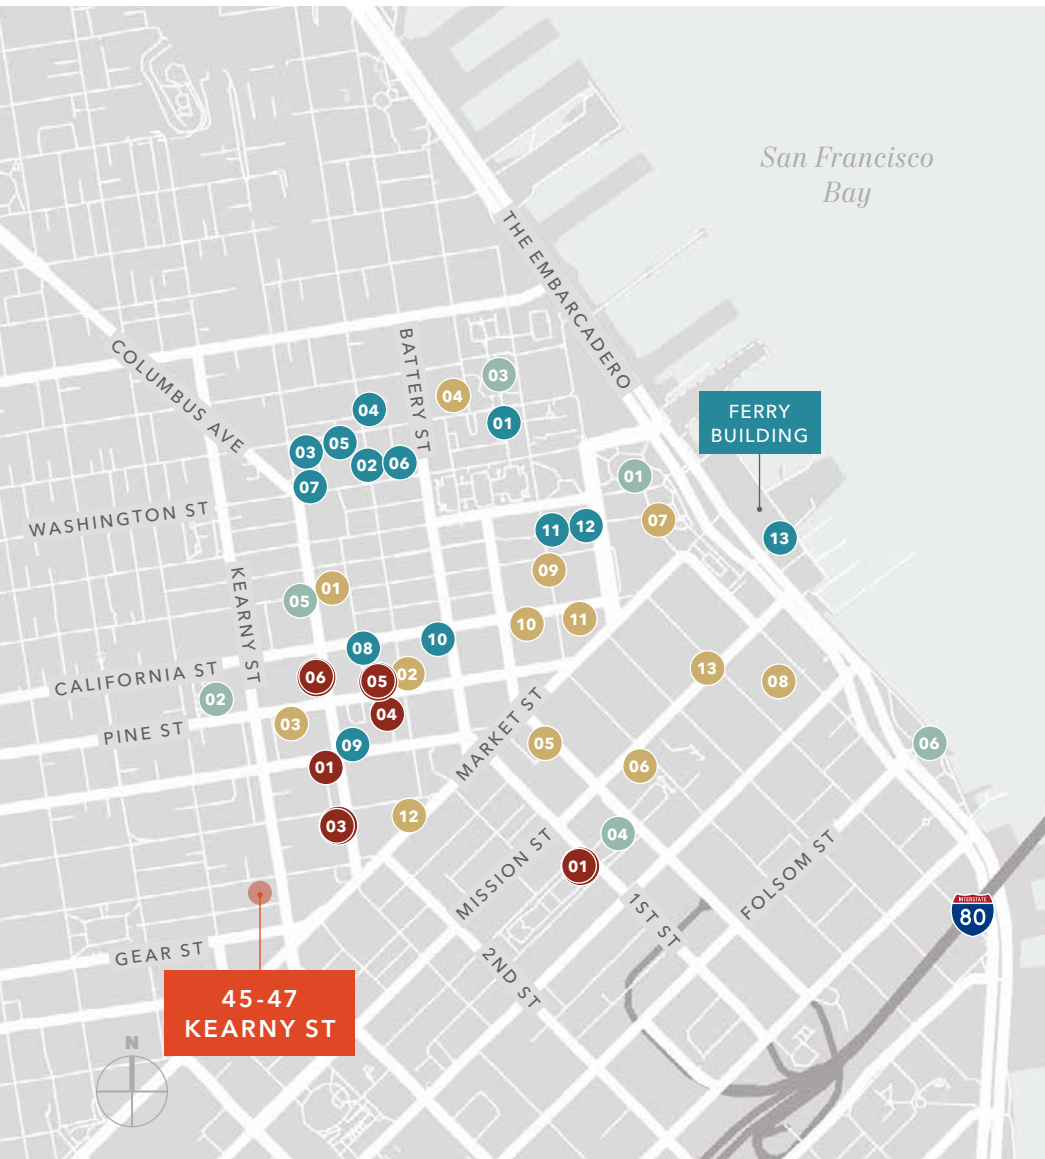 San Francisco
Bay
THE EMBARCADERO
BATTERY ST
COLUMBUS AVE
03
04
04
01
FERRY
BUILDING
05
03
02
06
07
01
WASHINGTON ST
07
11
12
13
09
KEARNY ST
01
05
10
11
10
08
CALIFORNIA ST
06
05
02
13
08
02
04
PINE ST
03
MARKET ST
09
05
06
01
06
12
03
04
MISSION ST
01
FOLSOM ST
1ST ST
INTERSTATE
80
GEAR ST
2ND ST
45-47
KEARNY ST
N